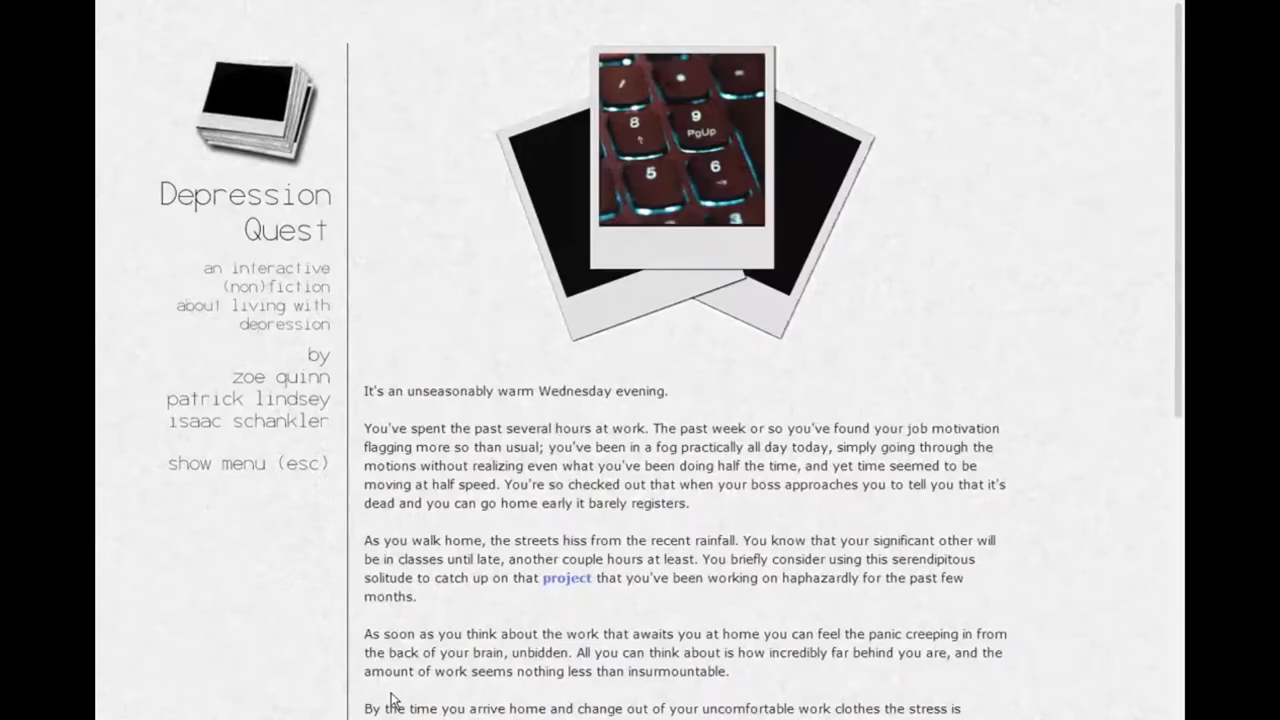 Depression
Quest
an interactive
(non)fiction
about living with
depression
by
zoe quinn
patrick lindsey
isaac schankler
show menu (esc)
/
*
-
8
↑
9
PgUp
5
6
→
3
It's an unseasonably warm Wednesday evening.
You've spent the past several hours at work. The past week or so you've found your job motivation
flagging more so than usual; you've been in a fog practically all day today, simply going through the
motions without realizing even what you've been doing half the time, and yet time seemed to be
moving at half speed. You're so checked out that when your boss approaches you to tell you that it's
dead and you can go home early it barely registers.
As you walk home, the streets hiss from the recent rainfall. You know that your significant other will
be in classes until late, another couple hours at least. You briefly consider using this serendipitous
solitude to catch up on that project that you've been working on haphazardly for the past few
months.
As soon as you think about the work that awaits you at home you can feel the panic creeping in from
the back of your brain, unbidden. All you can think about is how incredibly far behind you are, and the
amount of work seems nothing less than insurmountable.
By the time you arrive home and change out of your uncomfortable work clothes the stress is